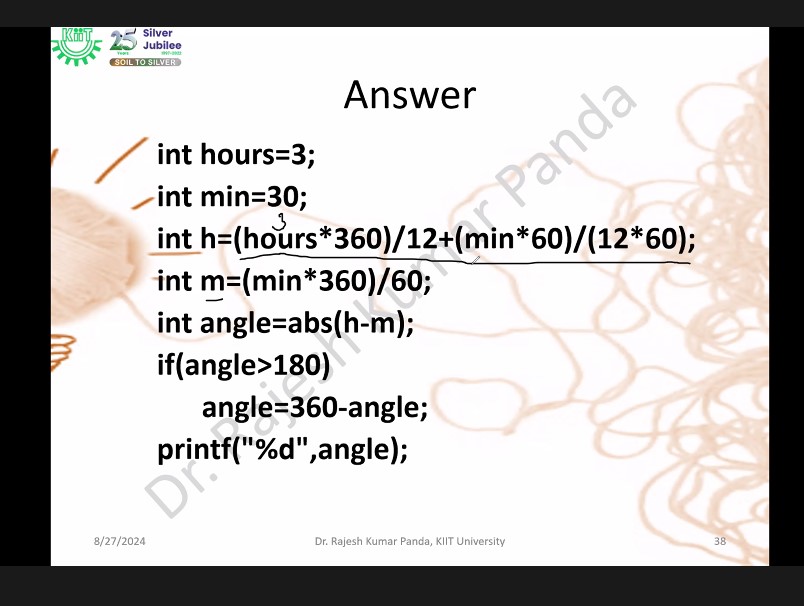 KiiT
25 Years
Silver
Jubilee
1997-2022
SOIL TO SILVER
Answer
int hours=3;
int min=30;
3
int h=(hours*360)/12+(min*60)/(12*60);
int m=(min*360)/60;
int angle=abs(h-m);
if(angle>180)
angle=360-angle;
printf("%d",angle);
Dr. Rajesh Kumar Panda
8/27/2024
Dr. Rajesh Kumar Panda, KIIT University
38